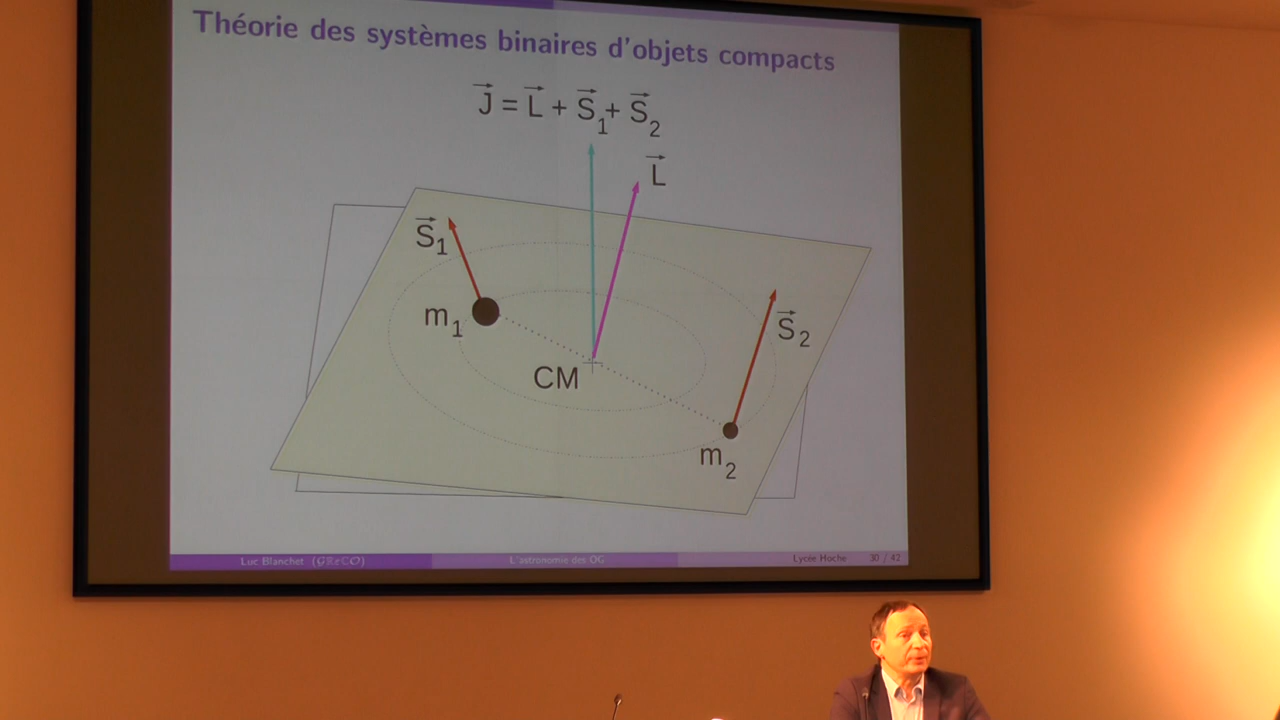 Théorie des systèmes binaires d'objets compacts
J⃗ = L⃗ + S⃗₁ + S⃗₂
L⃗
S⃗₁
m₁
S⃗₂
CM
m₂
Luc Blanchet (GReCO) L'astronomie des OG Lycée Hoche 30 / 42